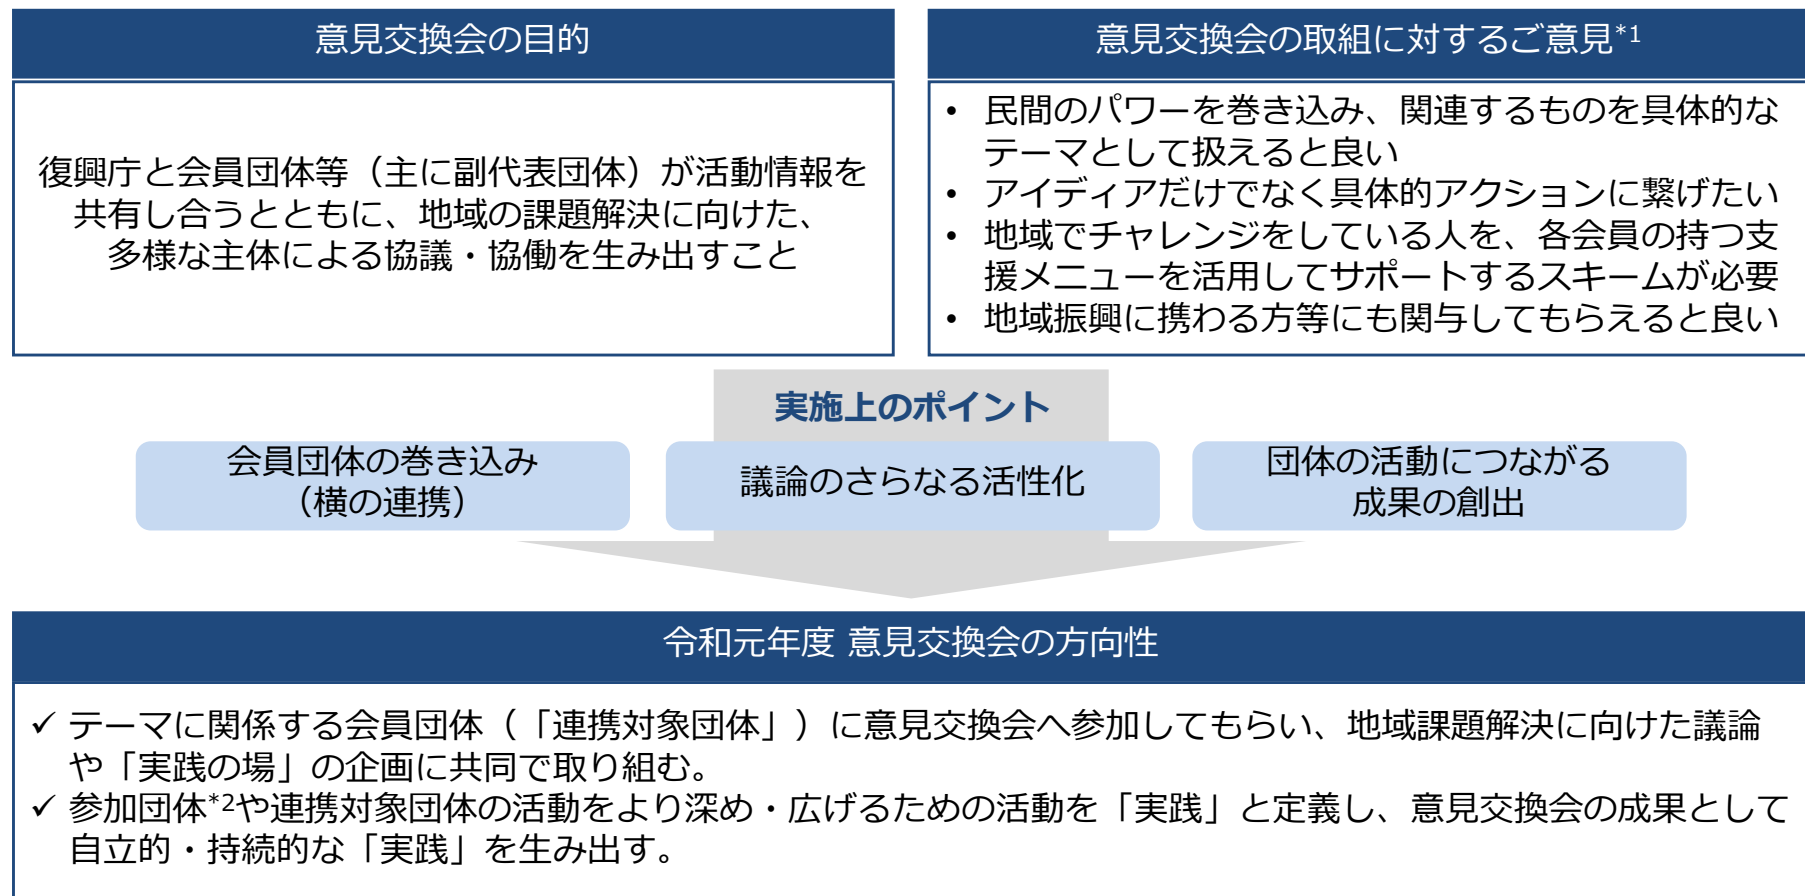 意見交換会の目的
復興庁と会員団体等（主に副代表団体）が活動情報を
共有し合うとともに、地域の課題解決に向けた、
多様な主体による協議・協働を生み出すこと
意見交換会の取組に対するご意見*1
• 民間のパワーを巻き込み、関連するものを具体的な
テーマとして扱えると良い
• アイディアだけでなく具体的アクションに繋げたい
• 地域でチャレンジをしている人を、各会員の持つ支
援メニューを活用してサポートするスキームが必要
• 地域振興に携わる方等にも関与してもらえると良い
実施上のポイント
会員団体の巻き込み
（横の連携）
議論のさらなる活性化
団体の活動につながる
成果の創出
令和元年度 意見交換会の方向性
✓ テーマに関係する会員団体（「連携対象団体」）に意見交換会へ参加してもらい、地域課題解決に向けた議論
や「実践の場」の企画に共同で取り組む。
✓ 参加団体*2や連携対象団体の活動をより深め・広げるための活動を「実践」と定義し、意見交換会の成果として
自立的・持続的な「実践」を生み出す。